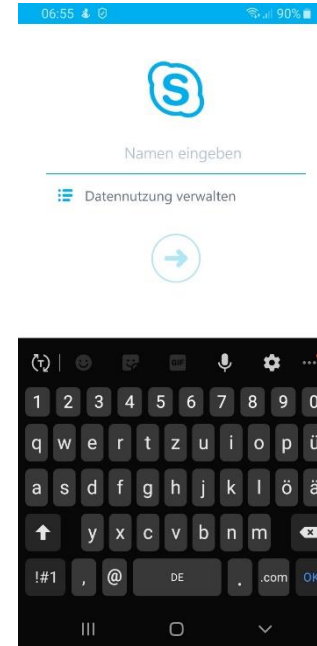 06:55 90%
S
Namen eingeben
Datennutzung verwalten
GIF
1 2 3 4 5 6 7 8 9 0
q w e r t z u i o p ü
a s d f g h j k l ö ä
y x c v b n m
!#1 , @ DE . .com OK